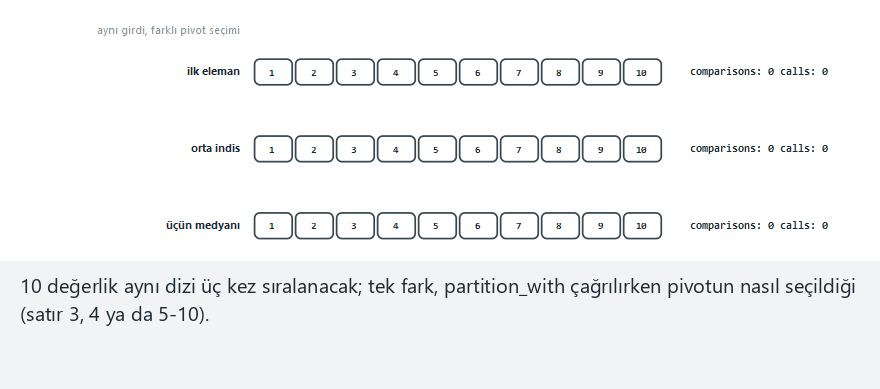 aynı girdi, farklı pivot seçimi
ilk eleman 1 2 3 4 5 6 7 8 9 10 comparisons: 0 calls: 0
orta indis 1 2 3 4 5 6 7 8 9 10 comparisons: 0 calls: 0
üçün medyanı 1 2 3 4 5 6 7 8 9 10 comparisons: 0 calls: 0
10 değerlik aynı dizi üç kez sıralanacak; tek fark, partition_with çağrılırken pivotun nasıl seçildiği
(satır 3, 4 ya da 5-10).